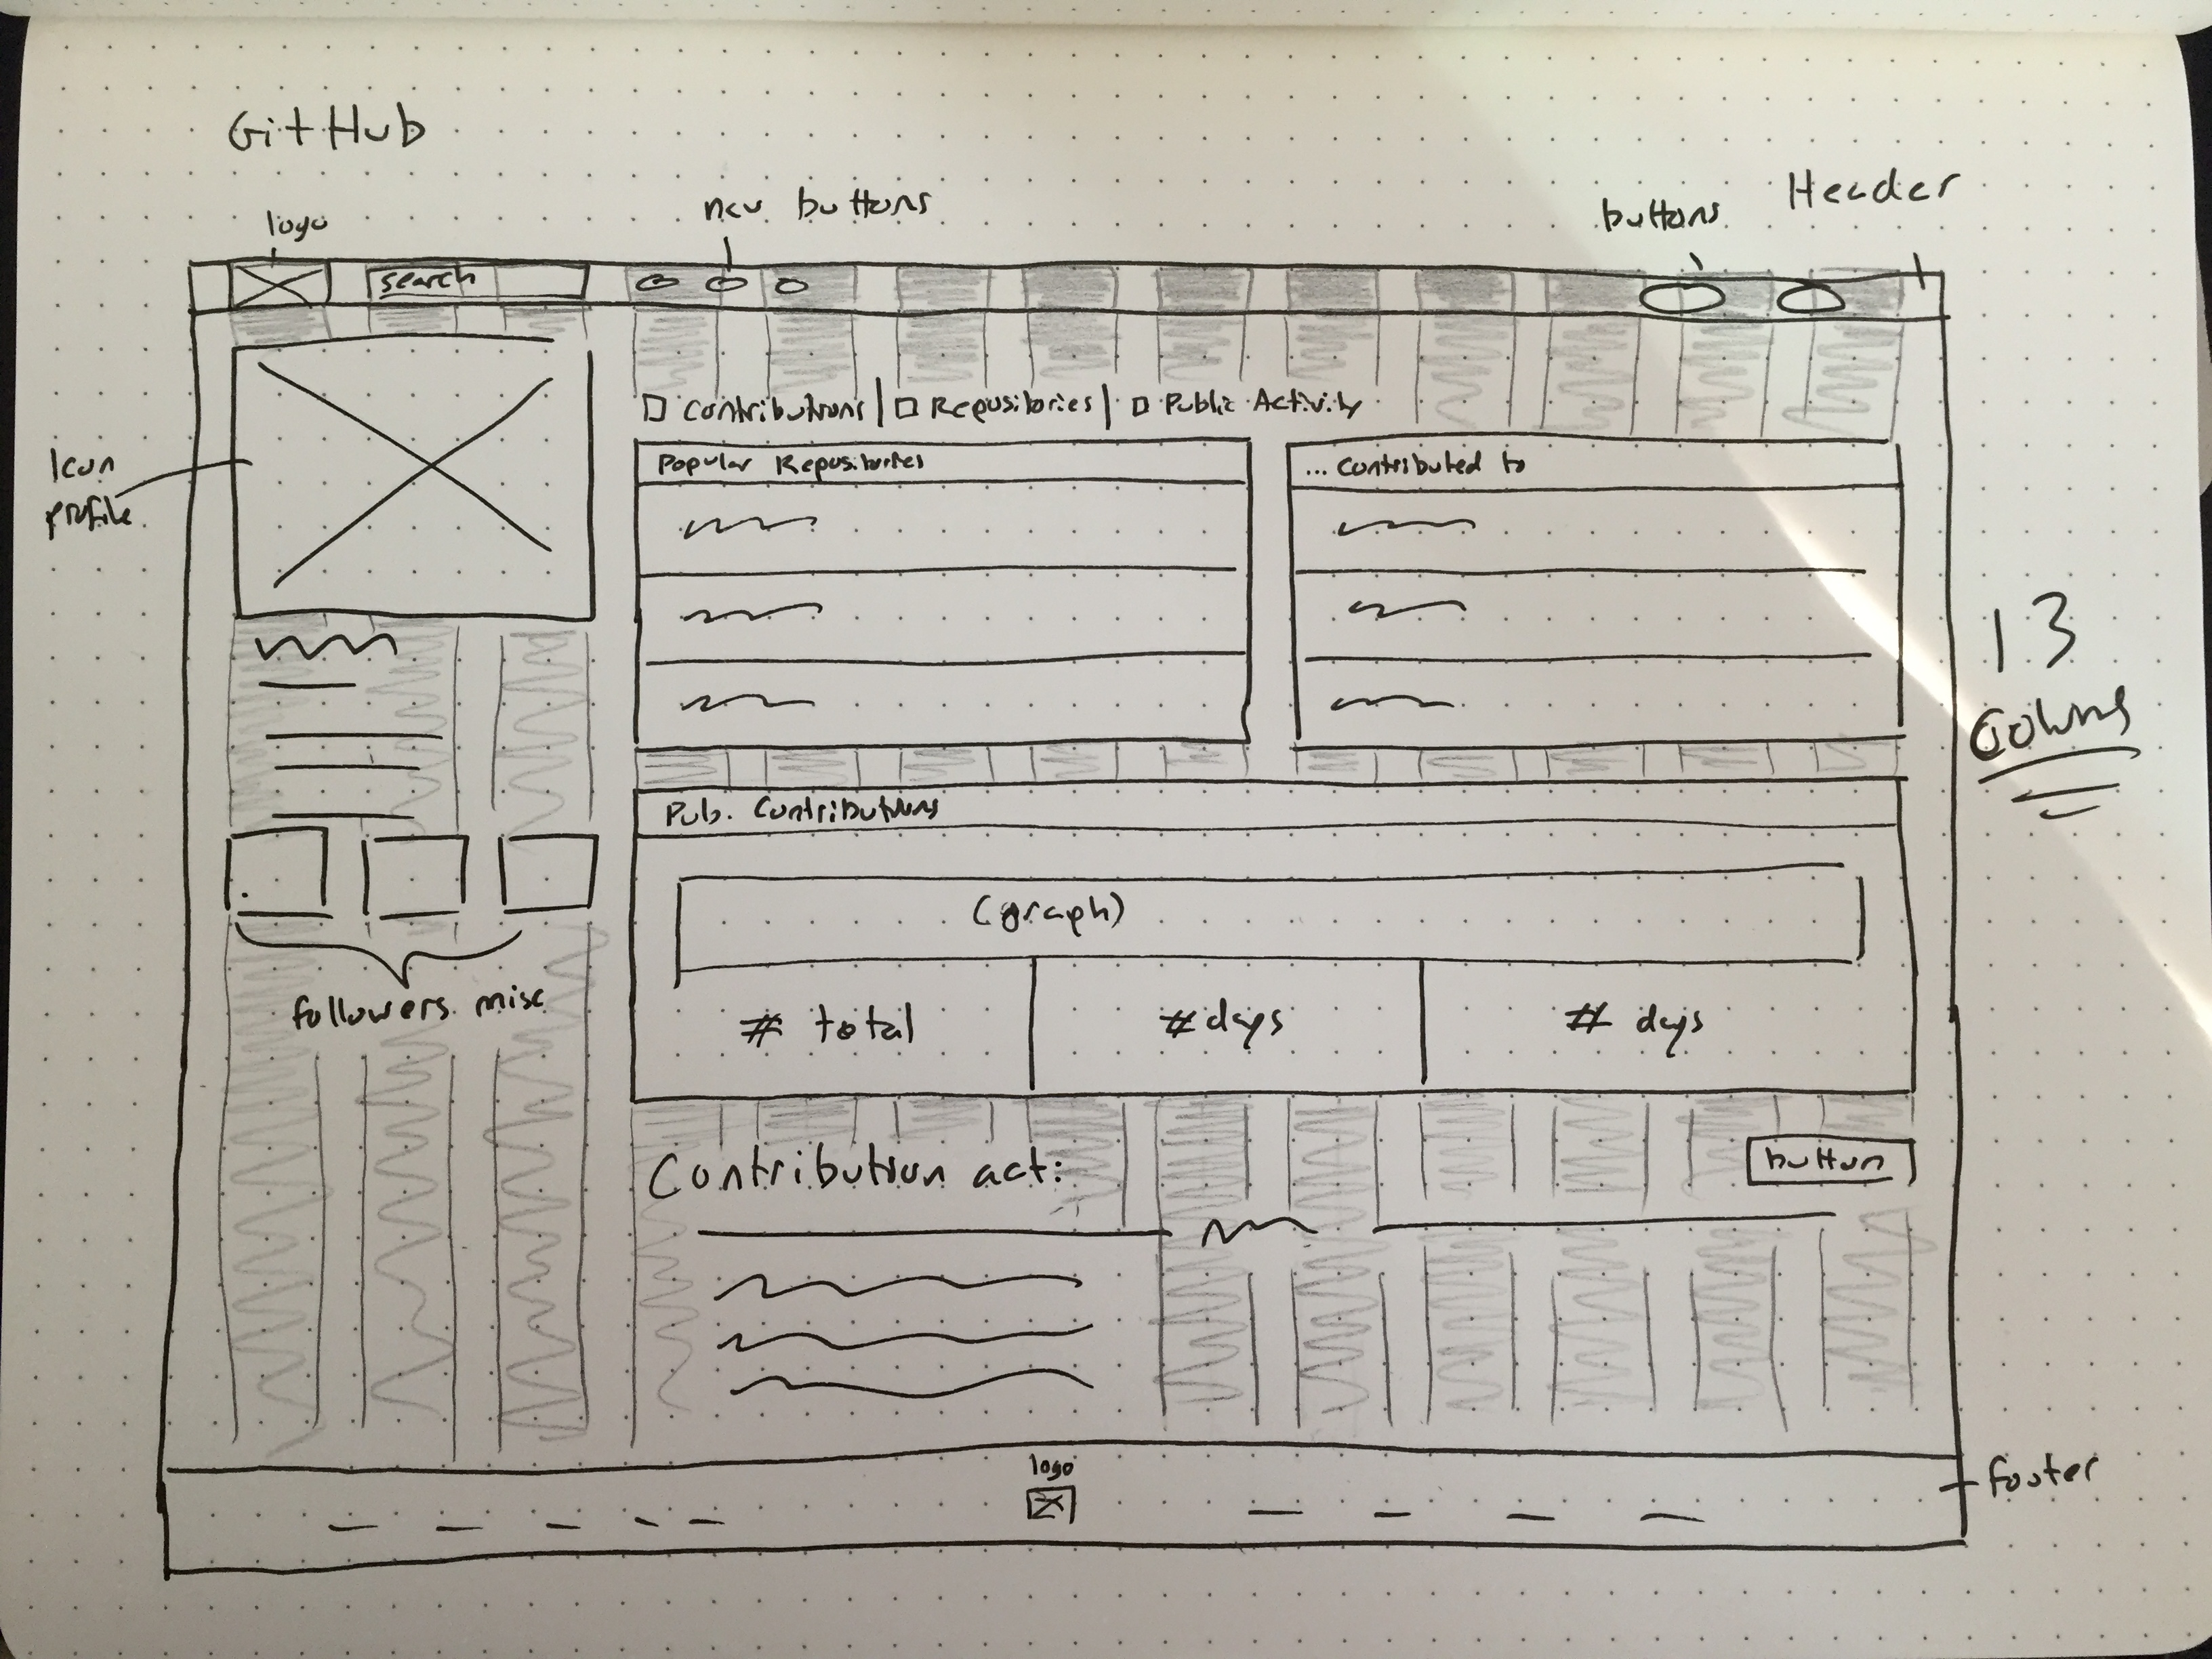 GitHub
logo
nav buttons
buttons
Header
search
□ Contributions | □ Repositories | □ Public Activity
Icon
profile
Popular Repositories
... Contributed to
13
Columns
Pub. Contributions
(graph)
# total
# days
# days
followers misc
Contribution act:
button
logo
footer